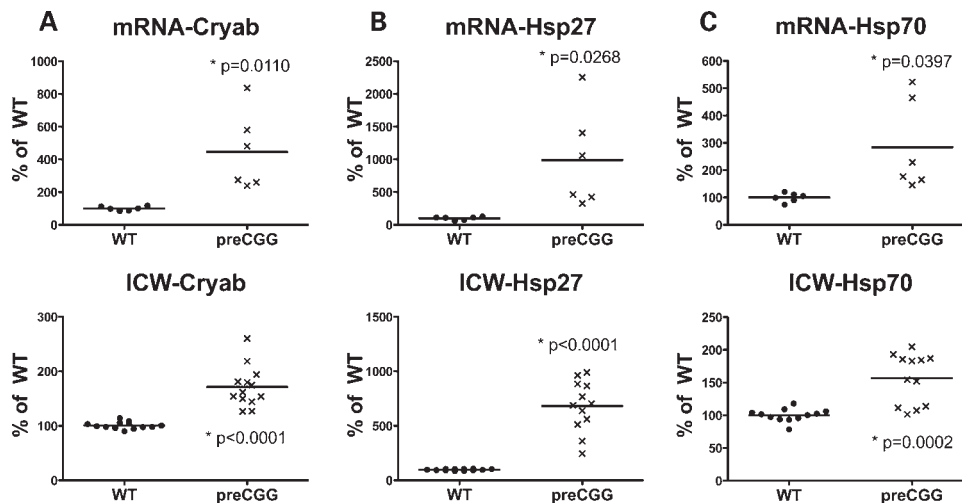 A
mRNA-Cryab
% of WT
1000
800
600
400
200
0
* p=0.0110
WT
preCGG
B
mRNA-Hsp27
% of WT
2500
2000
1500
1000
500
0
* p=0.0268
WT
preCGG
C
mRNA-Hsp70
% of WT
600
500
400
300
200
100
0
* p=0.0397
WT
preCGG
ICW-Cryab
% of WT
300
200
100
0
* p<0.0001
WT
preCGG
ICW-Hsp27
% of WT
1500
1000
500
0
* p<0.0001
WT
preCGG
ICW-Hsp70
% of WT
250
200
150
100
50
0
* p=0.0002
WT
preCGG